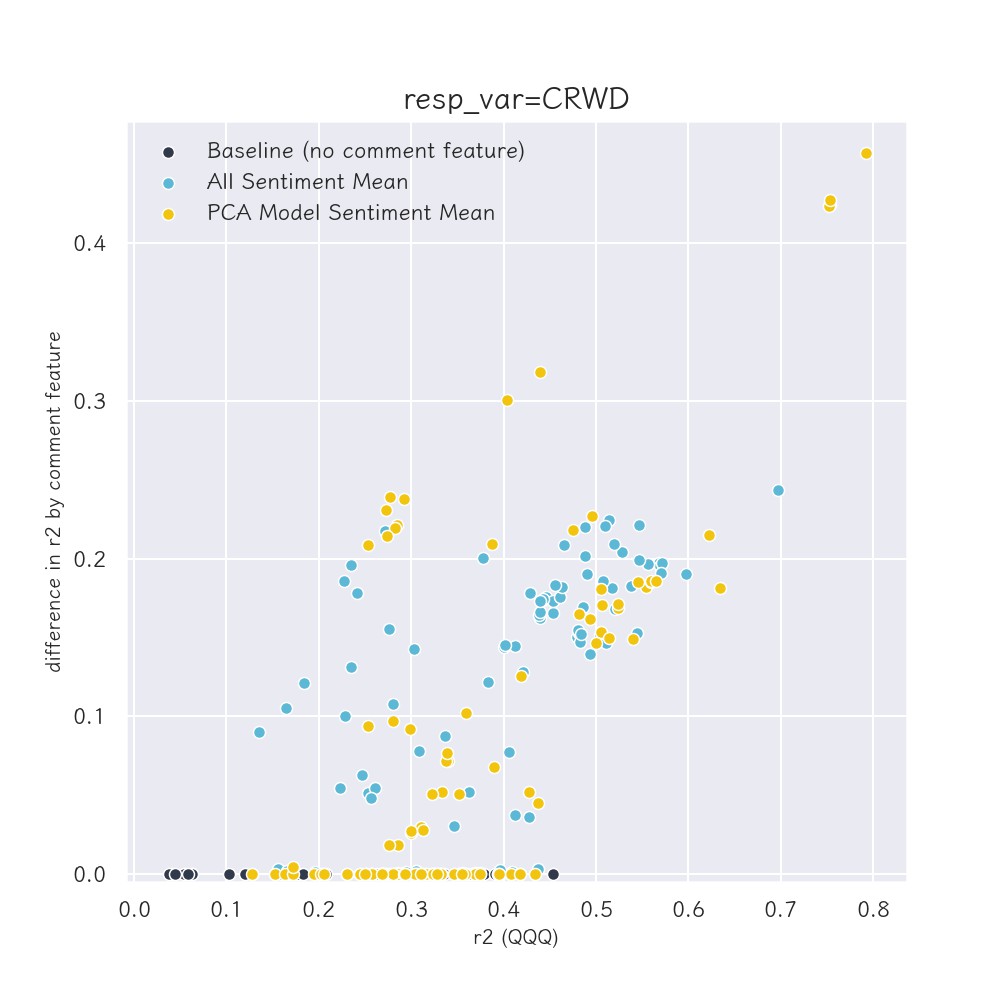 resp_var=CRWD
Baseline (no comment feature)
All Sentiment Mean
PCA Model Sentiment Mean
difference in r2 by comment feature
0.4
0.3
0.2
0.1
0.0
0.0 0.1 0.2 0.3 0.4 0.5 0.6 0.7 0.8
r2 (QQQ)